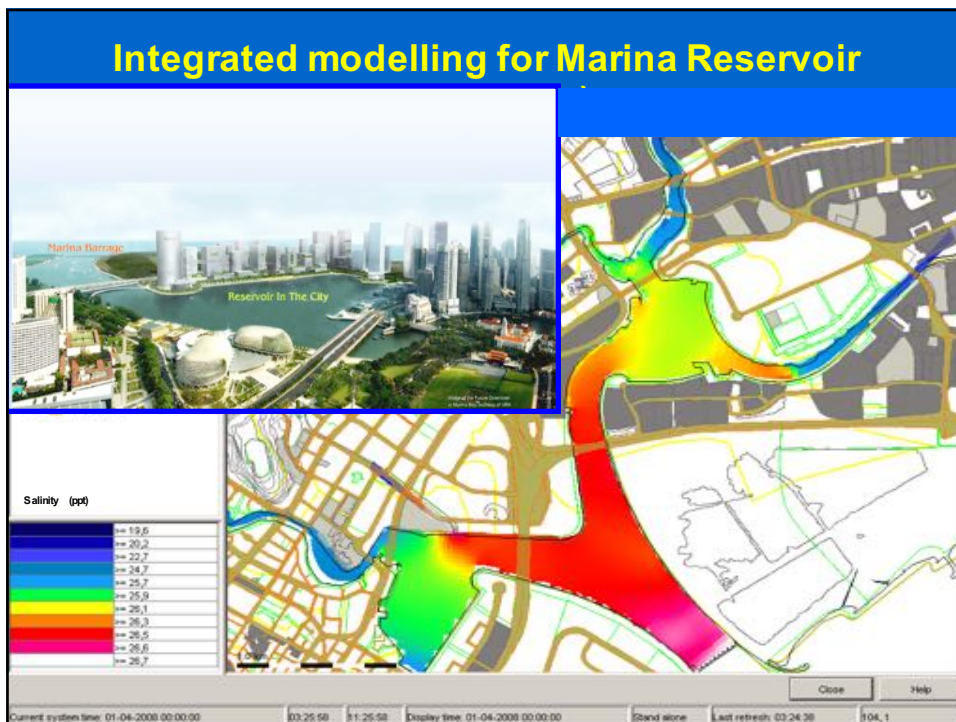 Integrated modelling for Marina Reservoir
Marina Barrage
Reservoir In The City
Salinity (ppt)
>= 19,6
>= 20,2
>= 22,7
>= 24,7
>= 25,7
>= 25,9
>= 26,1
>= 26,3
>= 26,5
>= 26,6
>= 26,7
Close Help
Current system time: 01-04-2008 00:00:00 03:25:58 11:25:58 Display time: 01-04-2008 00:00:00 Stand alone Last refresh: 03:24:38 104, 1